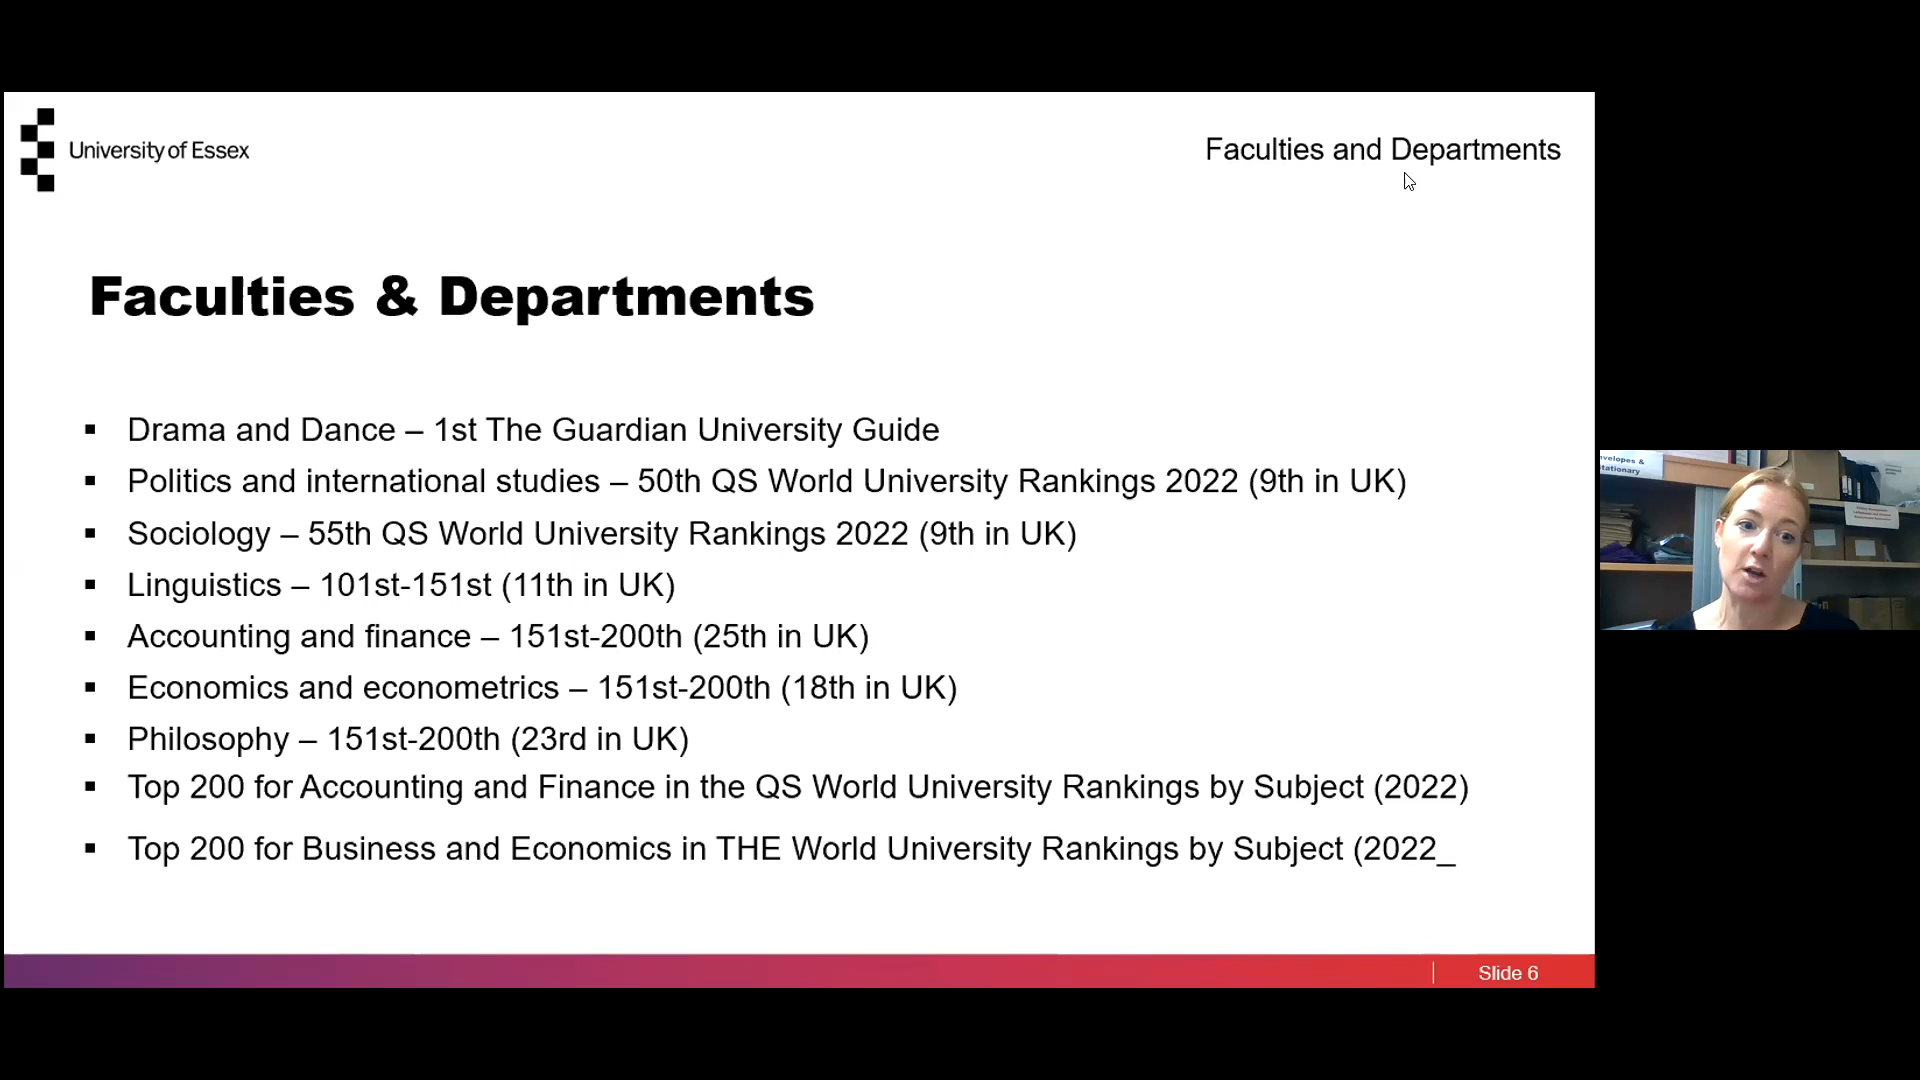 University of Essex
Faculties and Departments
Faculties & Departments
▪ Drama and Dance – 1st The Guardian University Guide
▪ Politics and international studies – 50th QS World University Rankings 2022 (9th in UK)
▪ Sociology – 55th QS World University Rankings 2022 (9th in UK)
▪ Linguistics – 101st-151st (11th in UK)
▪ Accounting and finance – 151st-200th (25th in UK)
▪ Economics and econometrics – 151st-200th (18th in UK)
▪ Philosophy – 151st-200th (23rd in UK)
▪ Top 200 for Accounting and Finance in the QS World University Rankings by Subject (2022)
▪ Top 200 for Business and Economics in THE World University Rankings by Subject (2022_
Slide 6
nvelopes &
tationary